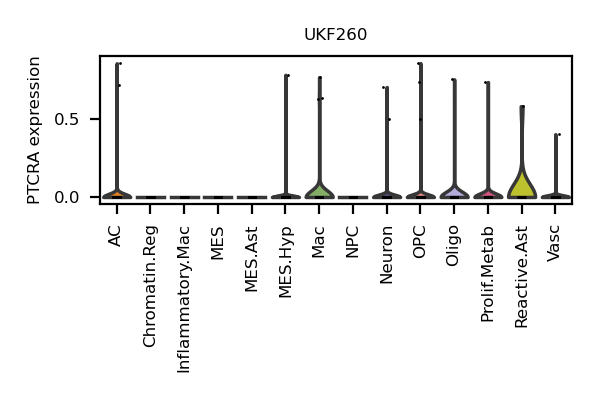 UKF260
PTCRA expression
0.5
0.0
AC
Chromatin.Reg
Inflammatory.Mac
MES
MES.Ast
MES.Hyp
Mac
NPC
Neuron
OPC
Oligo
Prolif.Metab
Reactive.Ast
Vasc